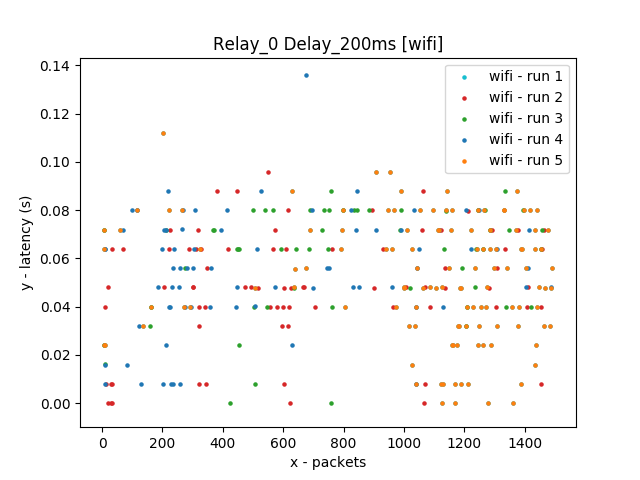 Relay_0 Delay_200ms [wifi]
y - latency (s)
0.14
0.12
0.10
0.08
0.06
0.04
0.02
0.00
wifi - run 1
wifi - run 2
wifi - run 3
wifi - run 4
wifi - run 5
0 200 400 600 800 1000 1200 1400
x - packets